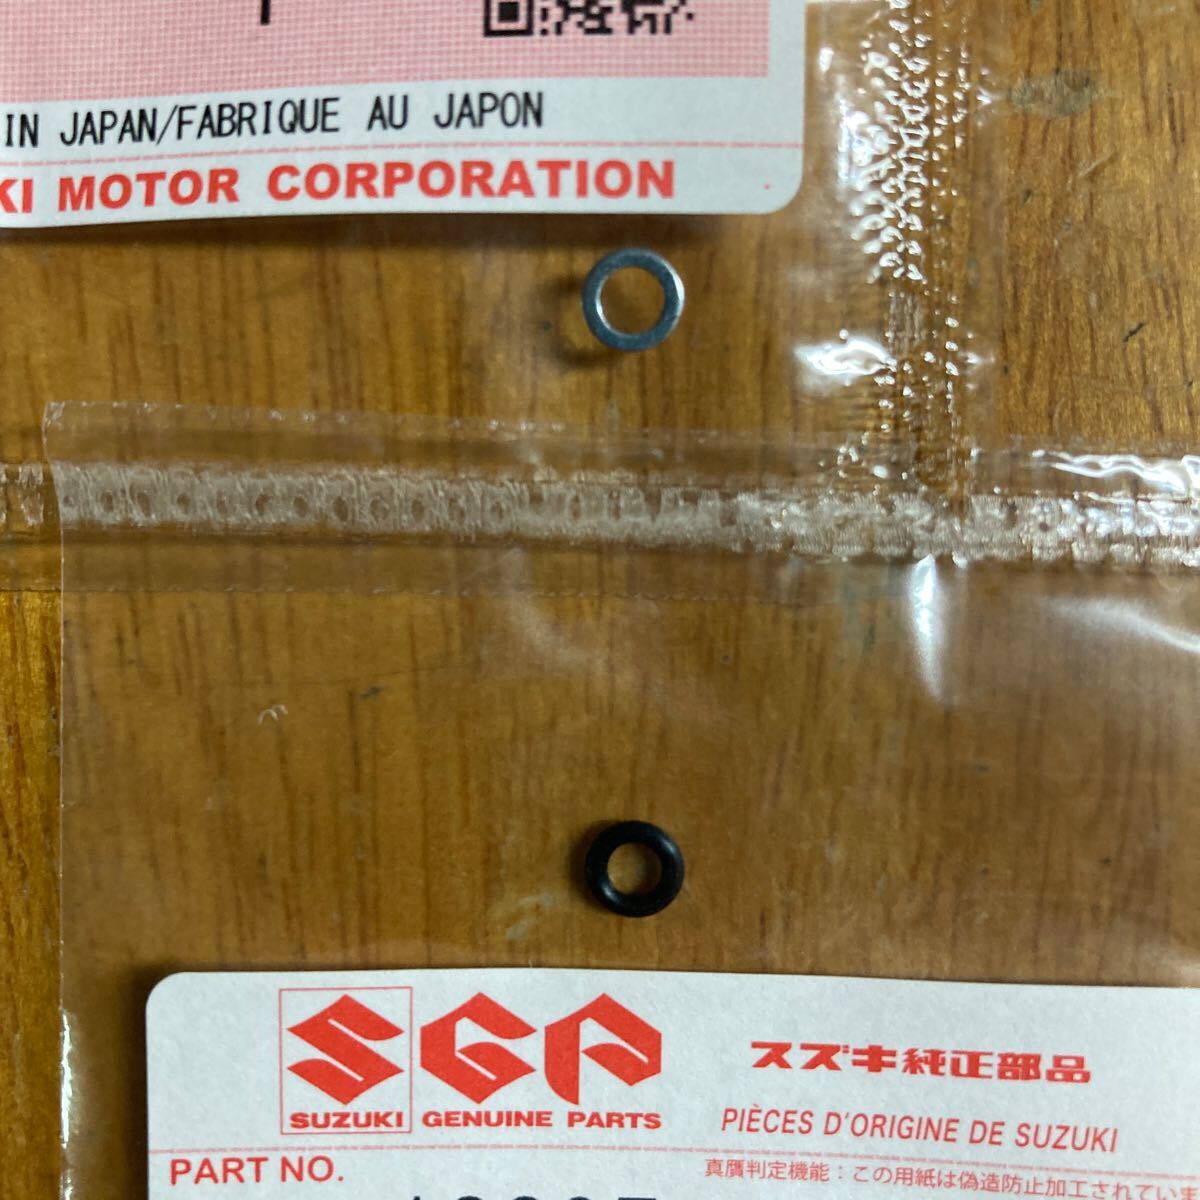 IN JAPAN/FABRIQUE AU JAPON
KI MOTOR CORPORATION
SGP
スズキ純正部品
SUZUKI GENUINE PARTS
PIÈCES D'ORIGINE DE SUZUKI
PART NO.
真贋判定機能：この用紙は偽造防止加工されていま